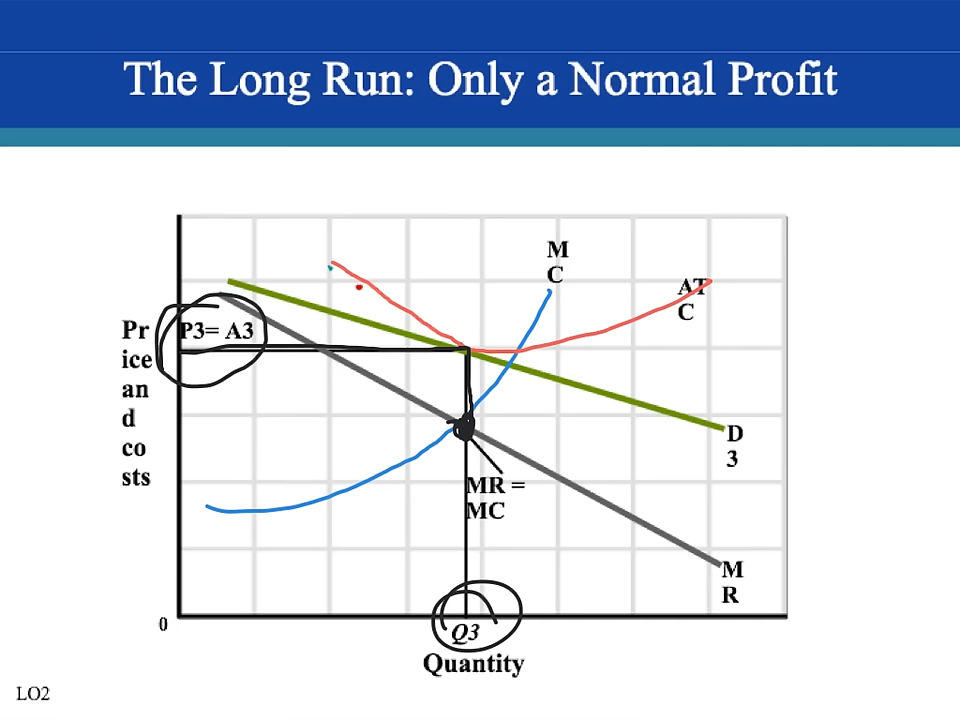 The Long Run: Only a Normal Profit
M
C
AT
C
P3= A3
Pr
ice
an
d
co
sts
D
3
MR =
MC
M
R
0
Q3
Quantity
LO2